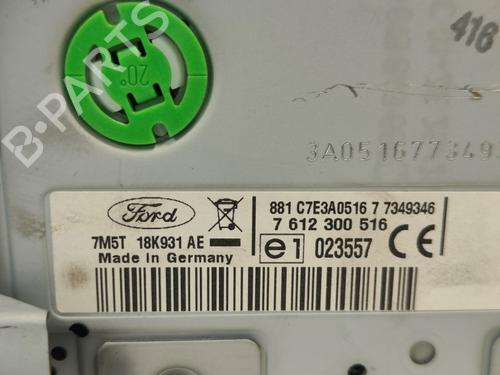 416
20°
B-PARTS
3A0516773493
Ford
881 C7E3A0516 7 7349346
7 612 300 516
7M5T 18K931 AE
Made in Germany
e1 023557 CE